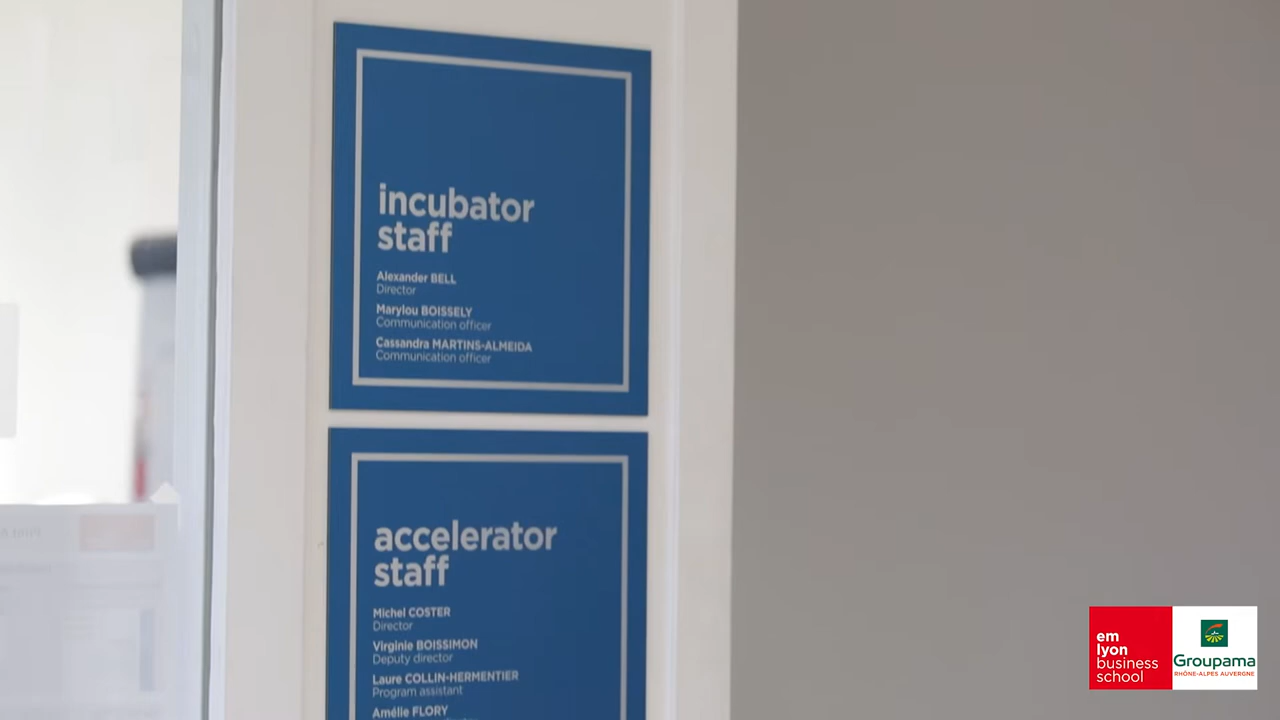 incubator
staff
Alexander BELL
Director
Marylou BOISSELY
Communication officer
Cassandra MARTINS-ALMEIDA
Communication officer
accelerator
staff
Michel COSTER
Director
Virginie BOISSIMON
Deputy director
Laure COLLIN-HERMENTIER
Program assistant
Amélie FLORY
em
lyon
business
school
Groupama
RHÔNE-ALPES AUVERGNE